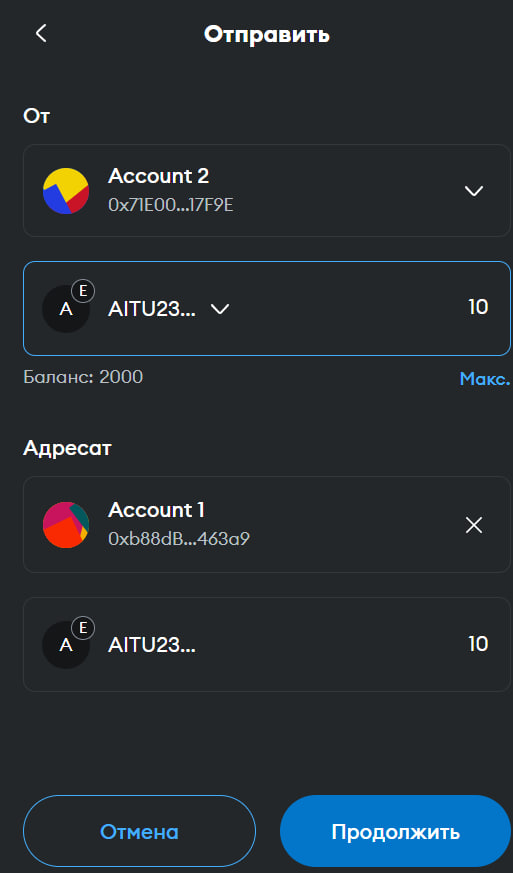 Отправить
От
Account 2
0x71E00...17F9E
E
A
AITU23...
10
Баланс: 2000
Макс.
Адресат
Account 1
0xb88dB...463a9
E
A
AITU23...
10
Отмена
Продолжить